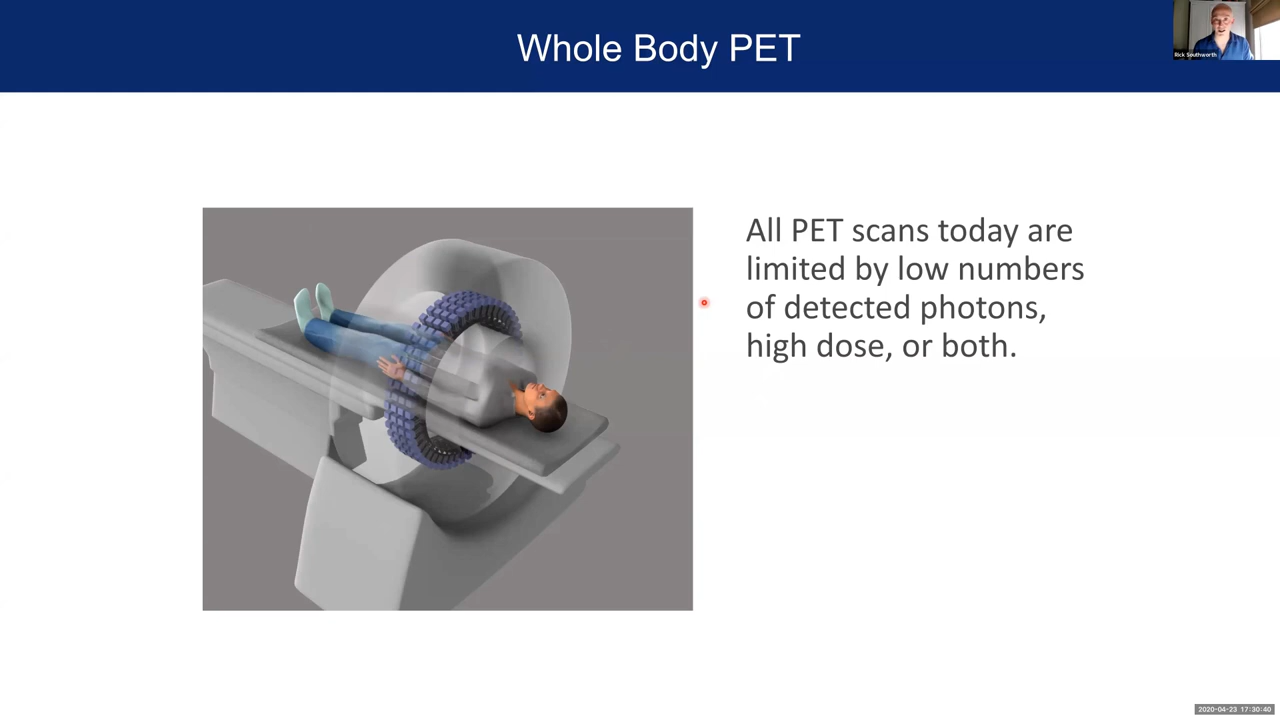 Whole Body PET
Rick Southworth
All PET scans today are
limited by low numbers
of detected photons,
high dose, or both.
2020-04-23 17:30:40